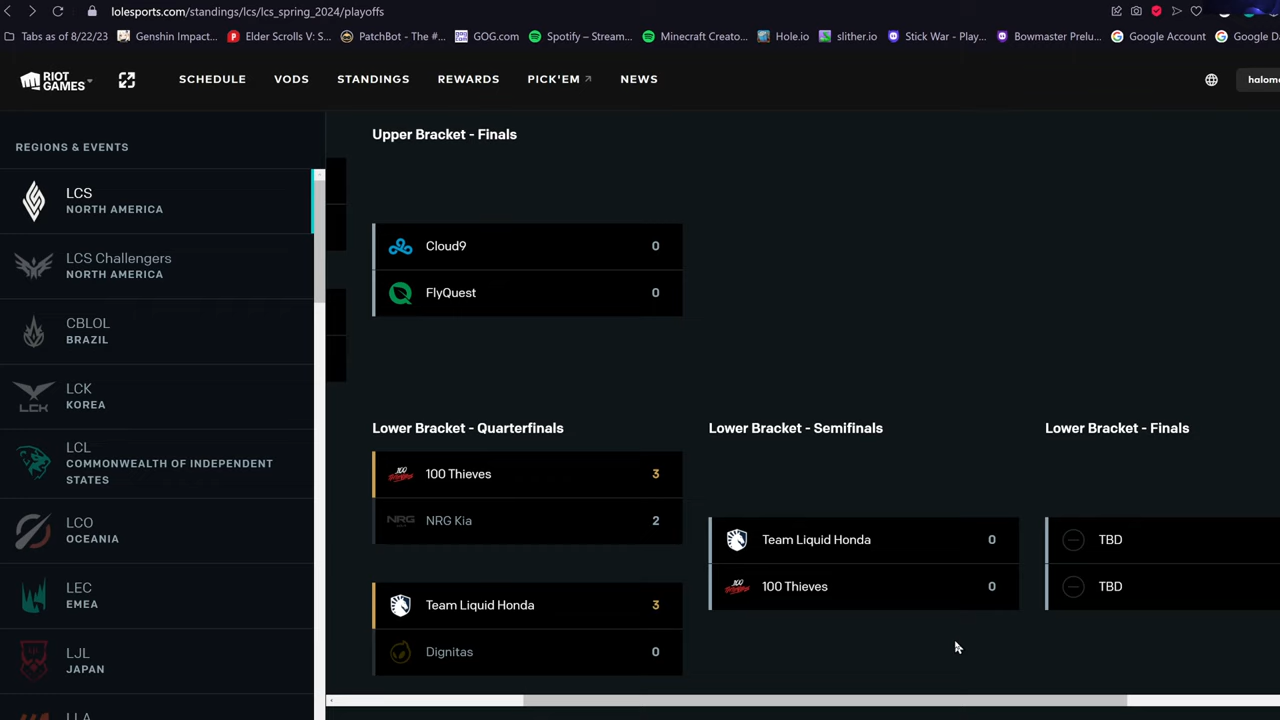 lolesports.com/standings/lcs/lcs_spring_2024/playoffs
Tabs as of 8/22/23
Genshin Impact...
Elder Scrolls V: S...
PatchBot - The #...
GOG.com
Spotify – Stream...
Minecraft Creato...
Hole.io
slither.io
Stick War - Play...
Bowmaster Prelu...
Google Account
Google Da
RIOT GAMES
SCHEDULE
VODS
STANDINGS
REWARDS
PICK'EM
NEWS
halom
REGIONS & EVENTS
LCS
NORTH AMERICA
LCS Challengers
NORTH AMERICA
CBLOL
BRAZIL
LCK
KOREA
LCL
COMMONWEALTH OF INDEPENDENT
STATES
LCO
OCEANIA
LEC
EMEA
LJL
JAPAN
LLA
Upper Bracket - Finals
Cloud9 0
FlyQuest 0
Lower Bracket - Quarterfinals
100 Thieves 3
NRG Kia 2
Team Liquid Honda 3
Dignitas 0
Lower Bracket - Semifinals
Team Liquid Honda 0
100 Thieves 0
Lower Bracket - Finals
TBD
TBD